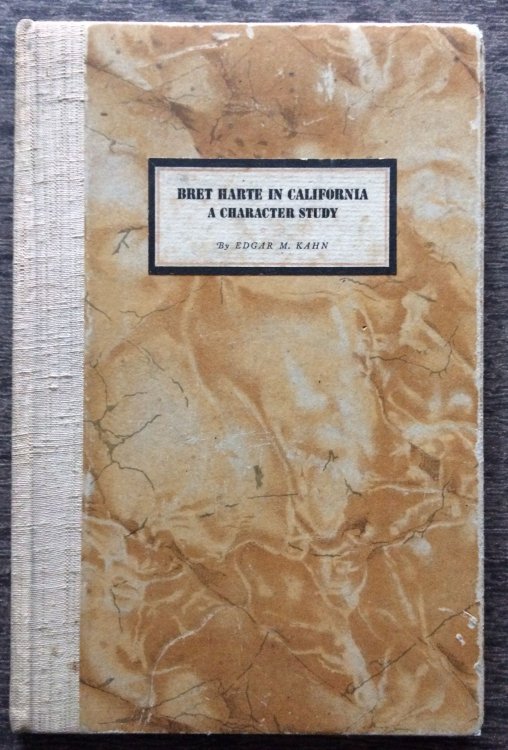 BRET HARTE IN CALIFORNIA
A CHARACTER STUDY
By EDGAR M. KAHN